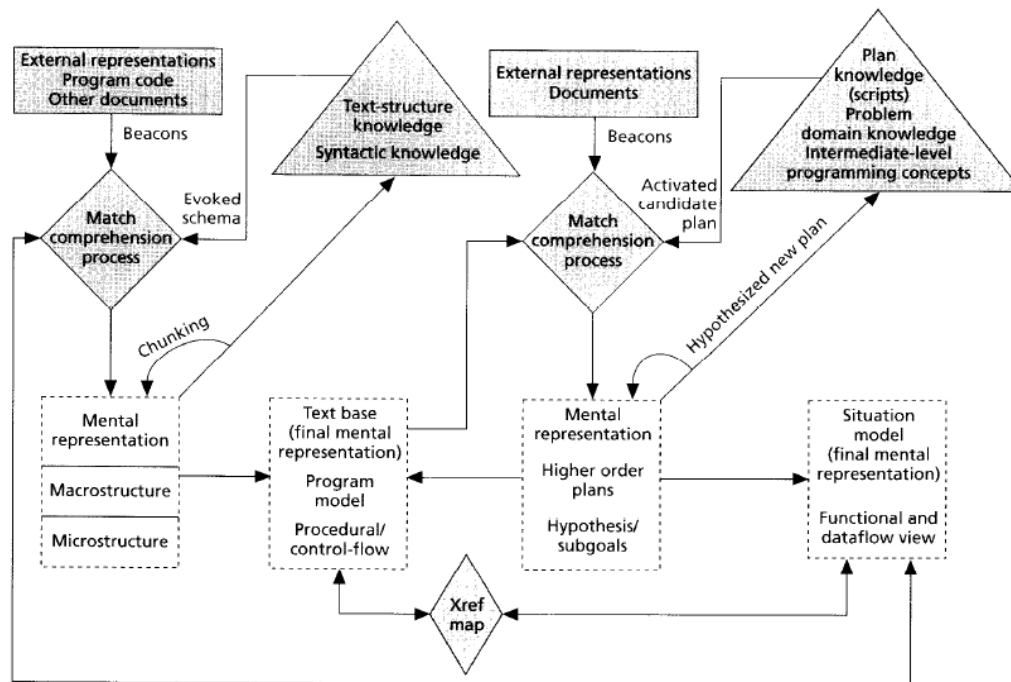 External representations
Program code
Other documents
Beacons
Evoked
schema
Text-structure
knowledge
Syntactic knowledge
Match
comprehension
process
Chunking
Mental
representation
Macrostructure
Microstructure
Text base
(final mental
representation)
Program
model
Procedural/
control-flow
External representations
Documents
Beacons
Activated
candidate
plan
Plan
knowledge
(scripts)
Problem
domain knowledge
Intermediate-level
programming concepts
Match
comprehension
process
Hypothesized new plan
Mental
representation
Higher order
plans
Hypothesis/
subgoals
Situation
model
(final mental
representation)
Functional and
dataflow view
Xref
map